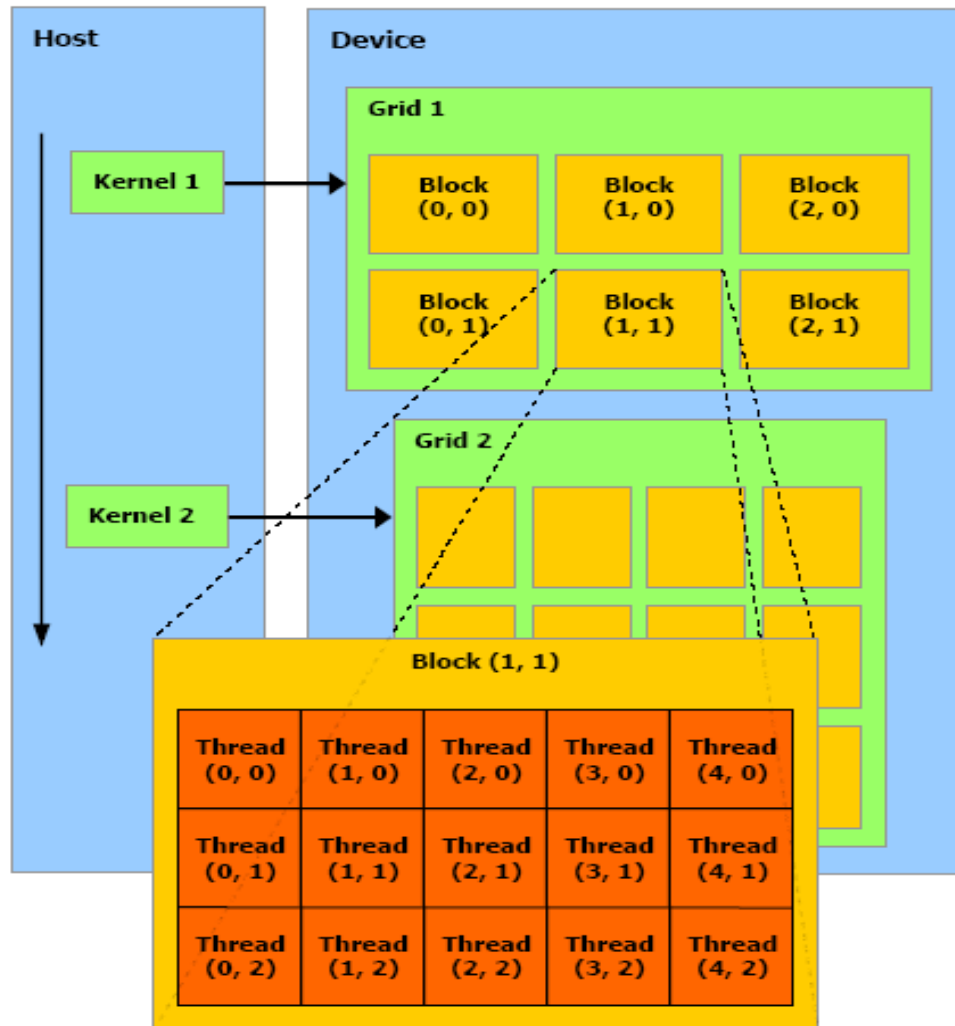 Host
Device
Grid 1
Kernel 1
Block
(0, 0)
Block
(1, 0)
Block
(2, 0)
Block
(0, 1)
Block
(1, 1)
Block
(2, 1)
Grid 2
Kernel 2
Block (1, 1)
Thread
(0, 0)
Thread
(1, 0)
Thread
(2, 0)
Thread
(3, 0)
Thread
(4, 0)
Thread
(0, 1)
Thread
(1, 1)
Thread
(2, 1)
Thread
(3, 1)
Thread
(4, 1)
Thread
(0, 2)
Thread
(1, 2)
Thread
(2, 2)
Thread
(3, 2)
Thread
(4, 2)